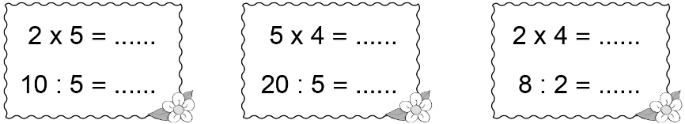 2 x 5 = ......
10 : 5 = ......
5 x 4 = ......
20 : 5 = ......
2 x 4 = ......
8 : 2 = ......